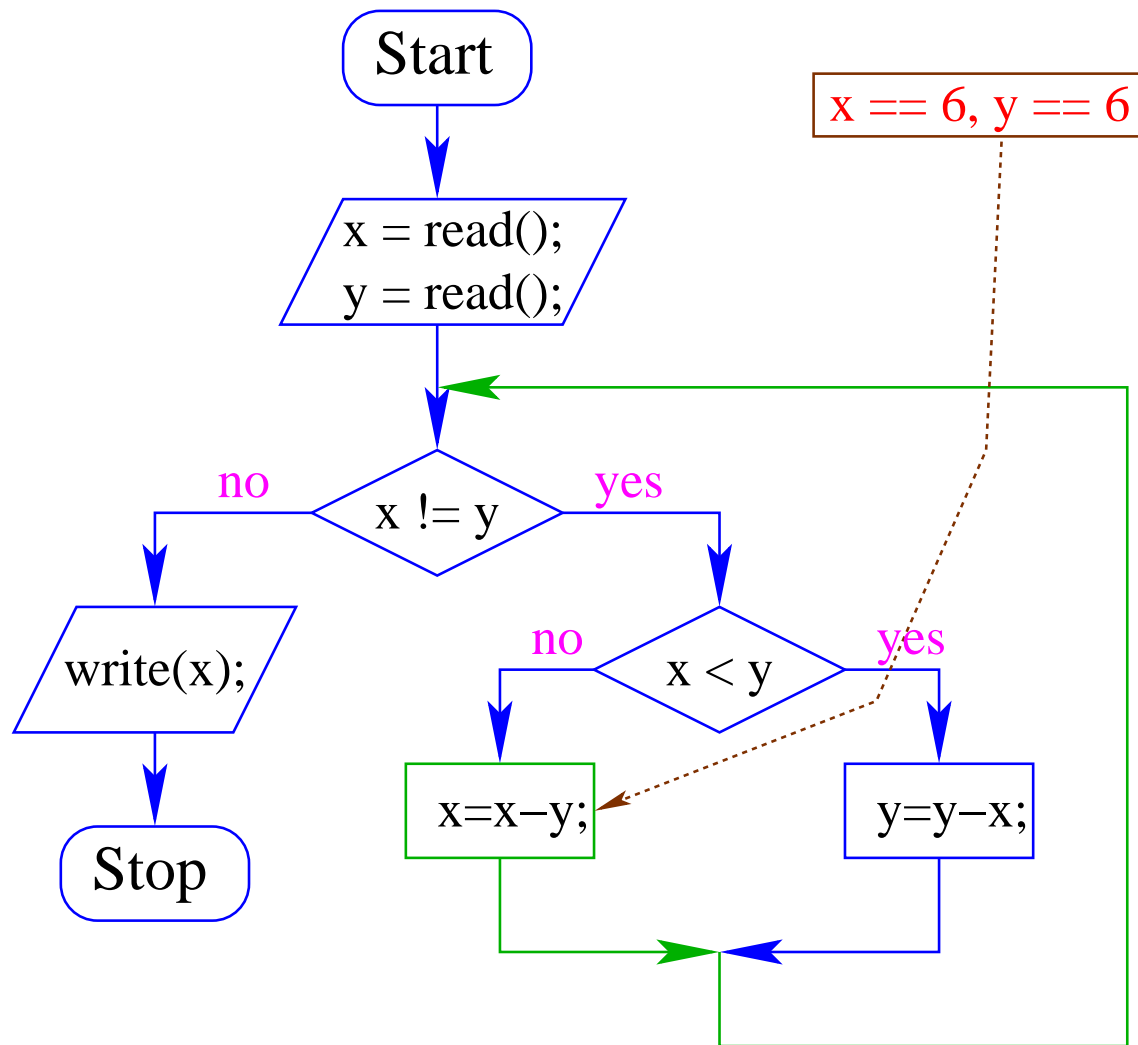 Start
x == 6, y == 6
x = read();
y = read();
no
yes
x != y
no
yes
write(x);
x < y
x=x−y;
y=y−x;
Stop